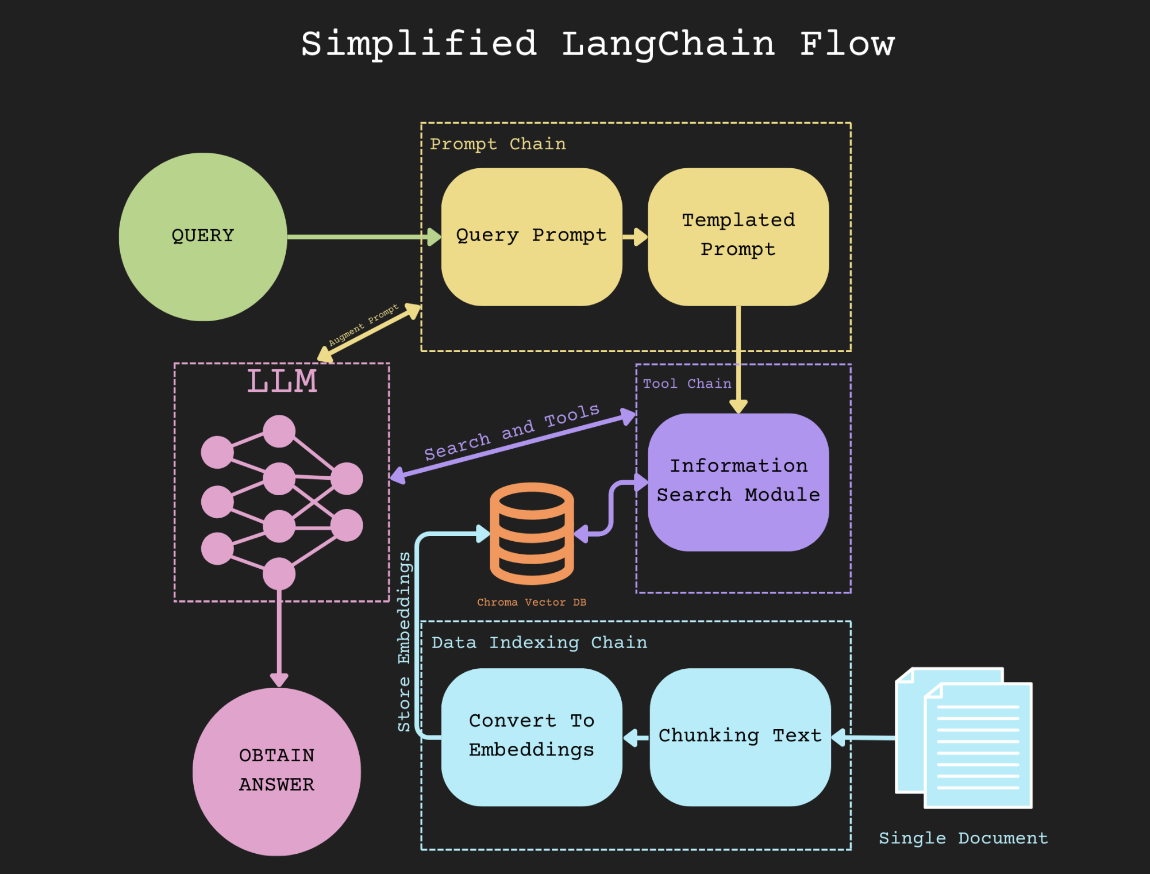 Simplified LangChain Flow
Prompt Chain
QUERY
Query Prompt
Templated
Prompt
Augment Prompt
LLM
Tool Chain
Search and Tools
Information
Search Module
Chroma Vector DB
Store Embeddings
Data Indexing Chain
Convert To
Embeddings
Chunking Text
OBTAIN
ANSWER
Single Document